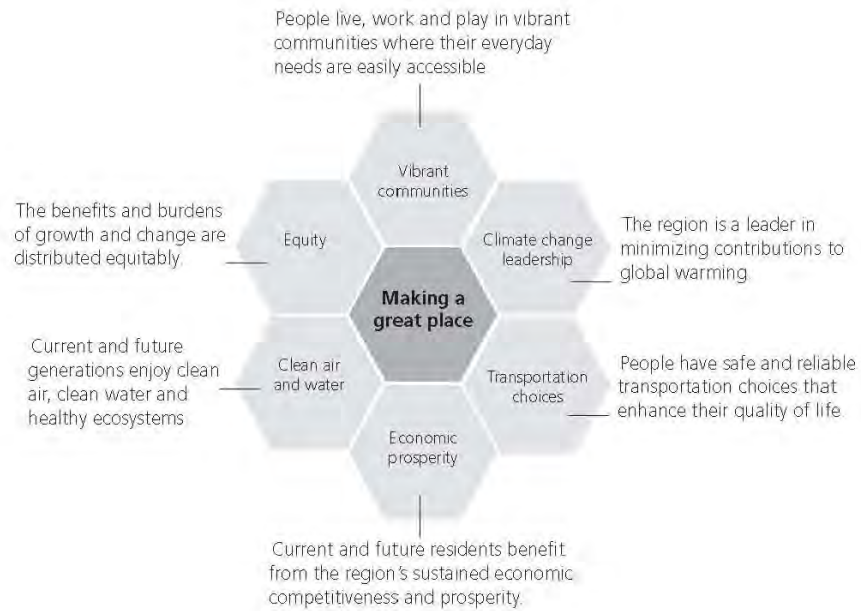 People live, work and play in vibrant
communities where their everyday
needs are easily accessible
Vibrant
communities
The benefits and burdens
of growth and change are
distributed equitably.
Equity
Climate change
leadership
The region is a leader in
minimizing contributions to
global warming.
Making a
great place
Current and future
generations enjoy clean
air, clean water and
healthy ecosystems
Clean air
and water
Transportation
choices
People have safe and reliable
transportation choices that
enhance their quality of life
Economic
prosperity
Current and future residents benefit
from the region's sustained economic
competitiveness and prosperity.